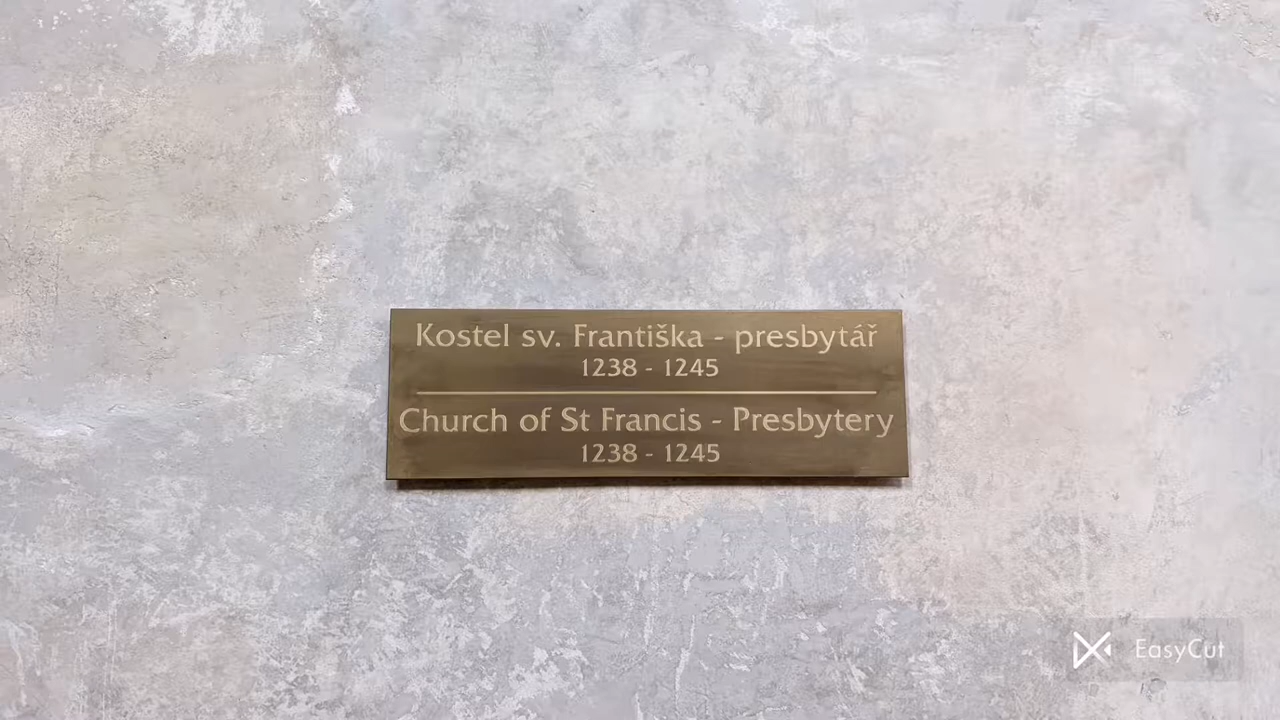 Kostel sv. Františka - presbytář
1238 - 1245
Church of St Francis - Presbytery
1238 - 1245
EasyCut